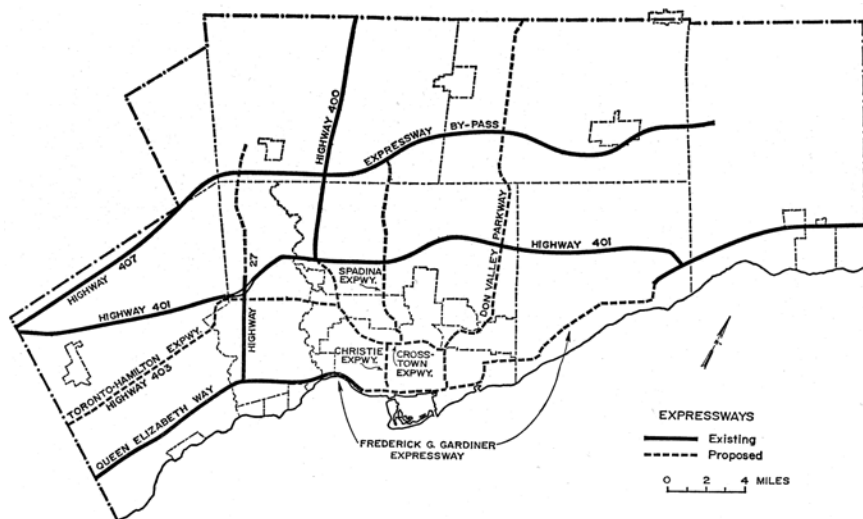 HIGHWAY 400
EXPRESSWAY BY-PASS
DON VALLEY PARKWAY
HIGHWAY 407
HIGHWAY 27
HIGHWAY 401
HIGHWAY 401
SPADINA
EXPWY.
CHRISTIE
EXPWY.
CROSS-
TOWN
EXPWY.
TORONTO-HAMILTON EXPWY.
HIGHWAY 403
QUEEN ELIZABETH WAY
FREDERICK G. GARDINER
EXPRESSWAY
EXPRESSWAYS
Existing
Proposed
0 2 4 MILES